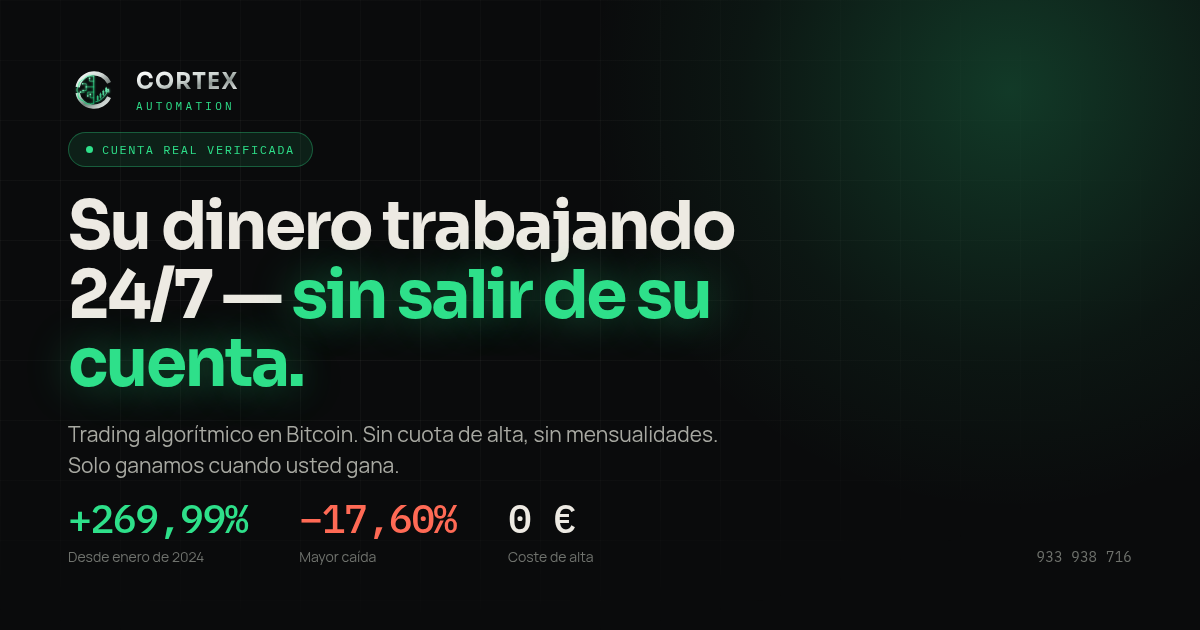 CORTEX
AUTOMATION
CUENTA REAL VERIFICADA
Su dinero trabajando
24/7 — sin salir de su
cuenta.
Trading algorítmico en Bitcoin. Sin cuota de alta, sin mensualidades.
Solo ganamos cuando usted gana.
+269,99% −17,60% 0 €
Desde enero de 2024 Mayor caída Coste de alta 933 938 716